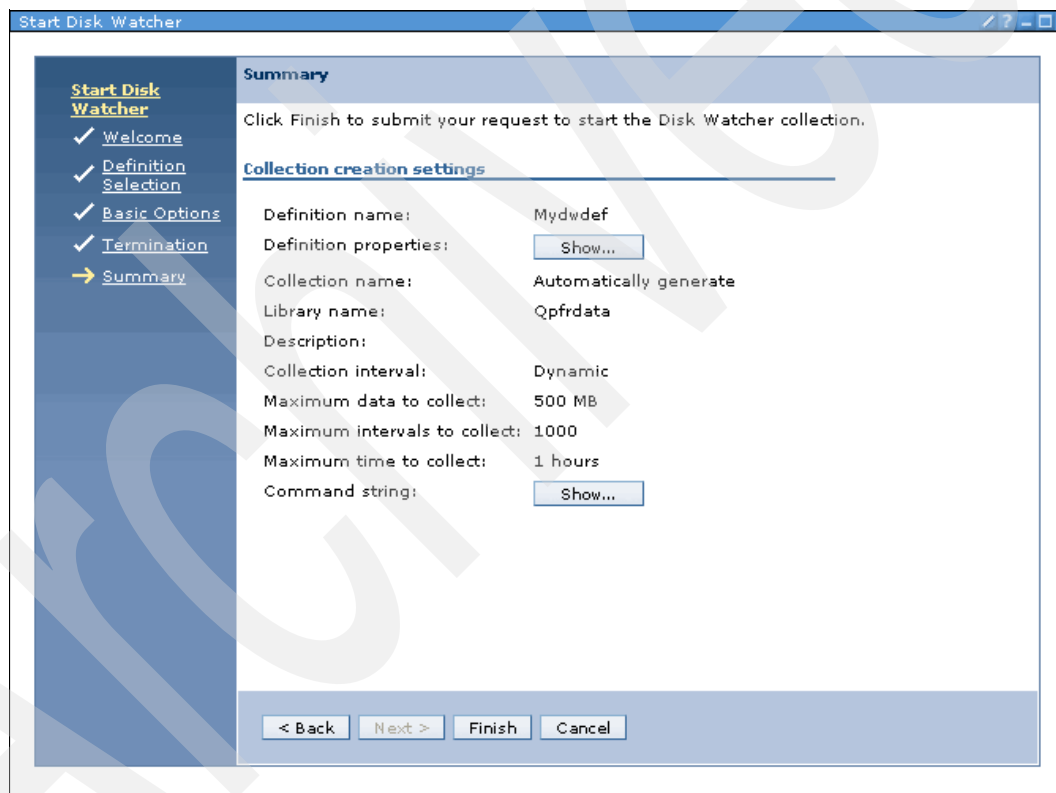 Start Disk Watcher
Start Disk
Watcher
Welcome
Definition
Selection
Basic Options
Termination
Summary
Summary
Click Finish to submit your request to start the Disk Watcher collection.
Collection creation settings
Definition name: Mydwdef
Definition properties: Show...
Collection name: Automatically generate
Library name: Qpfrdata
Description:
Collection interval: Dynamic
Maximum data to collect: 500 MB
Maximum intervals to collect: 1000
Maximum time to collect: 1 hours
Command string: Show...
< Back Next > Finish Cancel